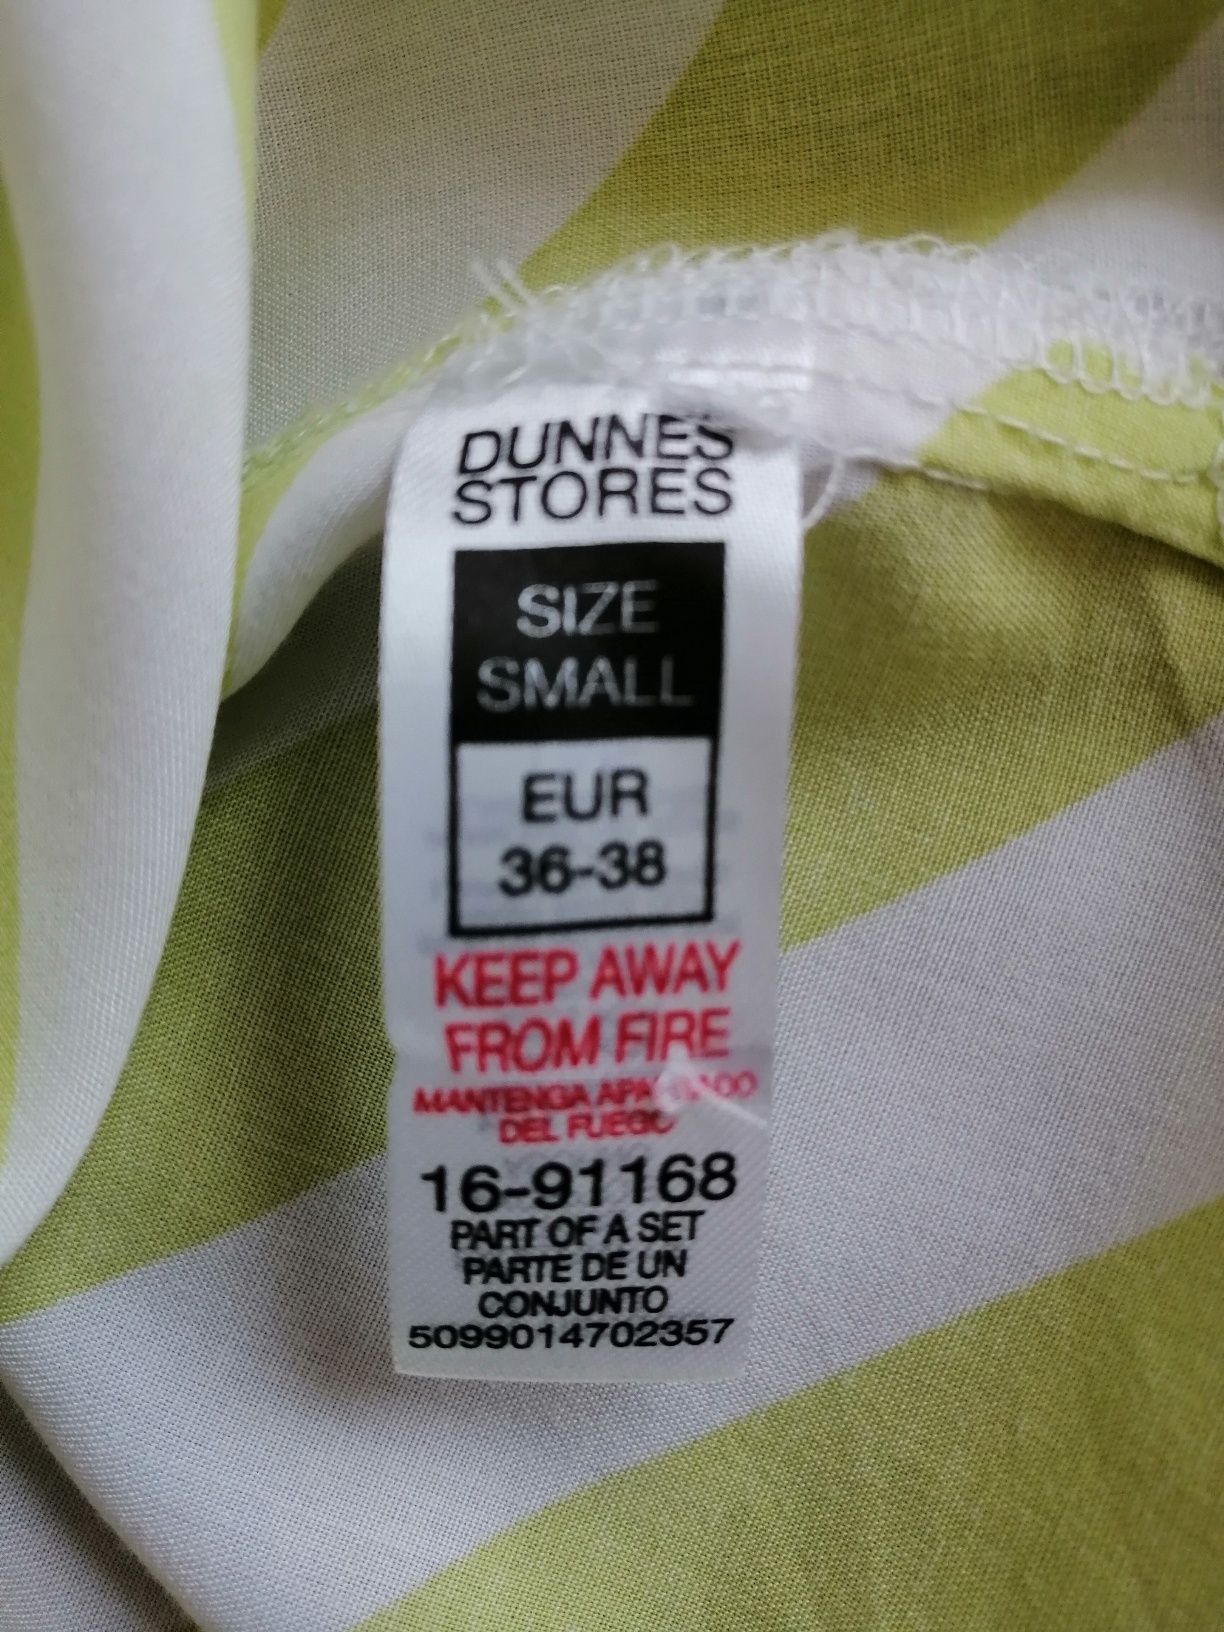 DUNNES
STORES
SIZE
SMALL
EUR
36-38
KEEP AWAY
FROM FIRE
MANTENGA
DEL FUEGO
16-91168
PART OF A SET
PARTE DE UN
CONJUNTO
5099014702357